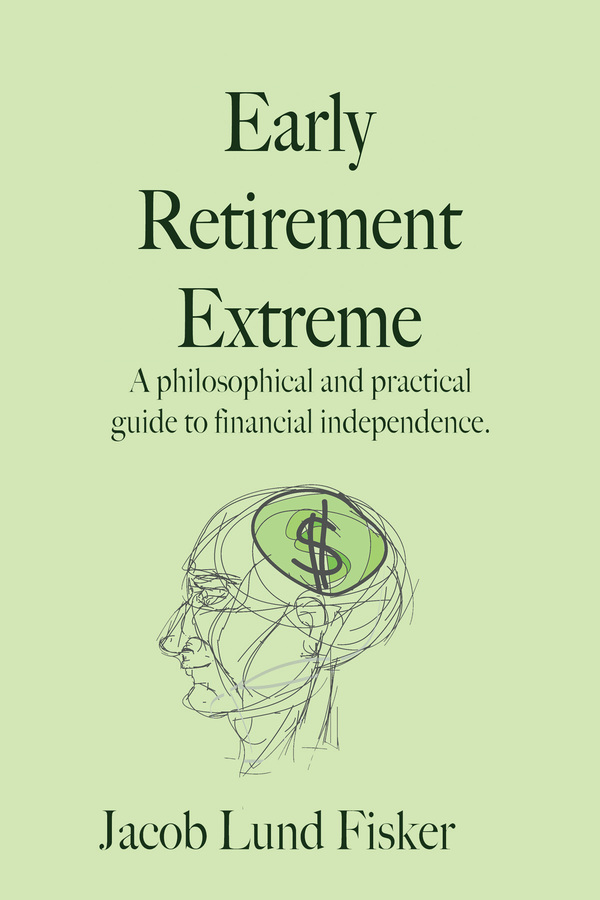 Early
Retirement
Extreme
A philosophical and practical
guide to financial independence.
$
Jacob Lund Fisker